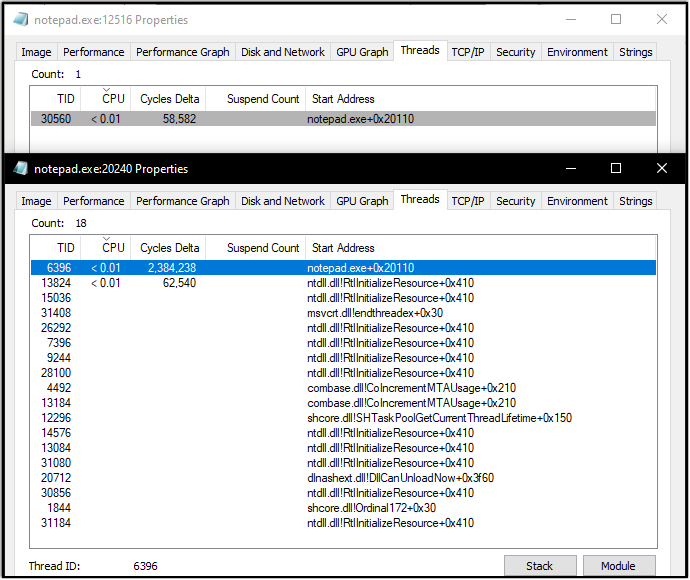 notepad.exe:12516 Properties
Image Performance Performance Graph Disk and Network GPU Graph Threads TCP/IP Security Environment Strings
Count: 1
TID CPU Cycles Delta Suspend Count Start Address
30560 < 0.01 58,582 notepad.exe+0x20110
notepad.exe:20240 Properties
Image Performance Performance Graph Disk and Network GPU Graph Threads TCP/IP Security Environment Strings
Count: 18
TID CPU Cycles Delta Suspend Count Start Address
6396 < 0.01 2,384,238 notepad.exe+0x20110
13824 < 0.01 62,540 ntdll.dll!RtlInitializeResource+0x410
15036 ntdll.dll!RtlInitializeResource+0x410
31408 msvcrt.dll!endthreadex+0x30
26292 ntdll.dll!RtlInitializeResource+0x410
7396 ntdll.dll!RtlInitializeResource+0x410
9244 ntdll.dll!RtlInitializeResource+0x410
28100 ntdll.dll!RtlInitializeResource+0x410
4492 combase.dll!CoIncrementMTAUsage+0x210
13184 combase.dll!CoIncrementMTAUsage+0x210
12296 shcore.dll!SHTaskPoolGetCurrentThreadLifetime+0x150
14576 ntdll.dll!RtlInitializeResource+0x410
13084 ntdll.dll!RtlInitializeResource+0x410
31080 ntdll.dll!RtlInitializeResource+0x410
20712 dlnashext.dll!DllCanUnloadNow+0x3f60
30856 ntdll.dll!RtlInitializeResource+0x410
1844 shcore.dll!Ordinal172+0x30
31184 ntdll.dll!RtlInitializeResource+0x410
Thread ID: 6396 Stack Module